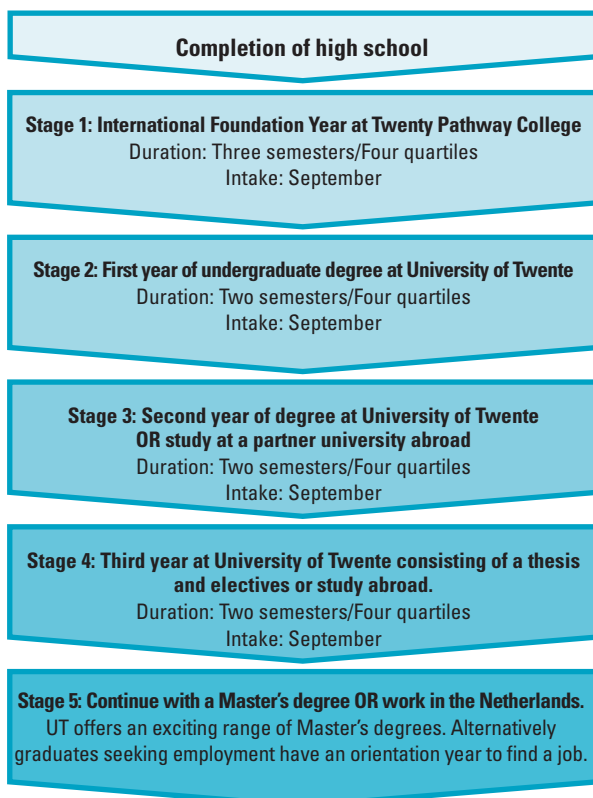 Completion of high school
Stage 1: International Foundation Year at Twenty Pathway College
Duration: Three semesters/Four quartiles
Intake: September
Stage 2: First year of undergraduate degree at University of Twente
Duration: Two semesters/Four quartiles
Intake: September
Stage 3: Second year of degree at University of Twente
OR study at a partner university abroad
Duration: Two semesters/Four quartiles
Intake: September
Stage 4: Third year at University of Twente consisting of a thesis
and electives or study abroad.
Duration: Two semesters/Four quartiles
Intake: September
Stage 5: Continue with a Master's degree OR work in the Netherlands.
UT offers an exciting range of Master's degrees. Alternatively
graduates seeking employment have an orientation year to find a job.